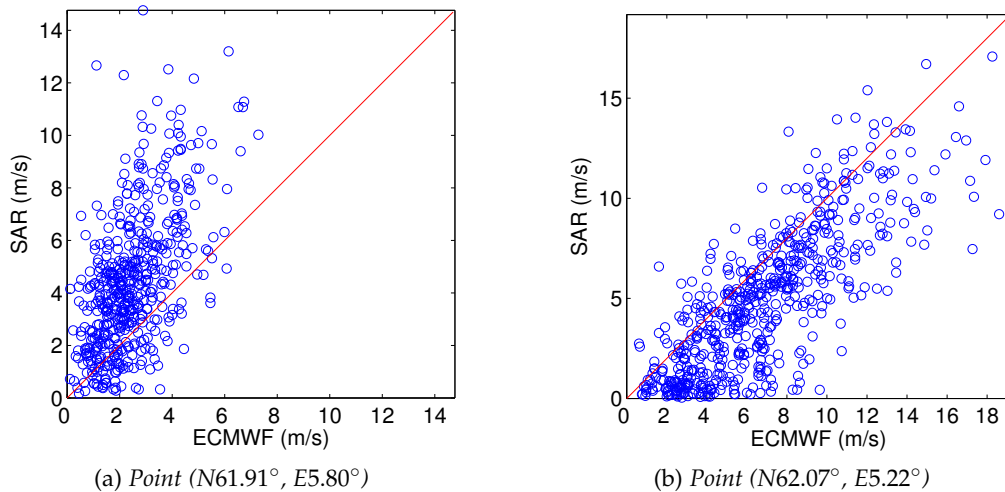 14
12
10
8
6
4
2
0
SAR (m/s)
0 2 4 6 8 10 12 14
ECMWF (m/s)
(a) Point (N61.91°, E5.80°)
15
10
5
0
SAR (m/s)
0 2 4 6 8 10 12 14 16 18
ECMWF (m/s)
(b) Point (N62.07°, E5.22°)